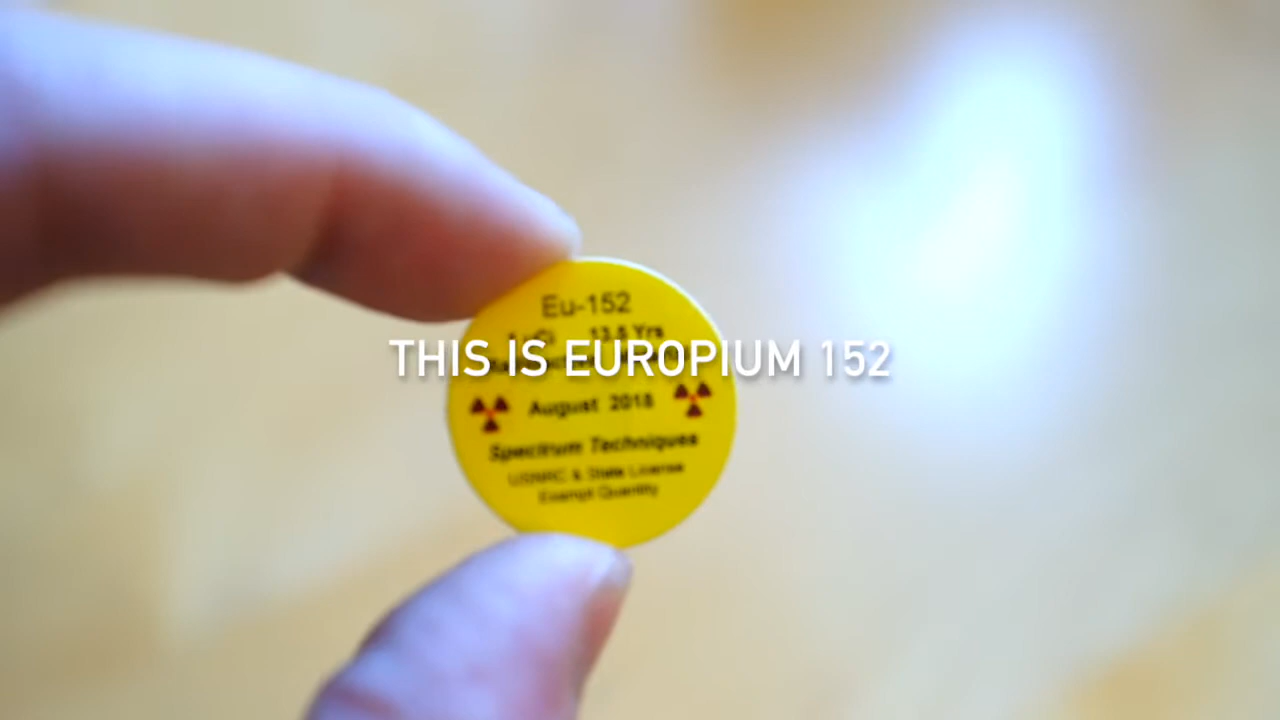 Eu-152
13.5 Yrs
THIS IS EUROPIUM 152
August 2018
Spectrum Techniques
USNRC & State License
Exempt Quantity